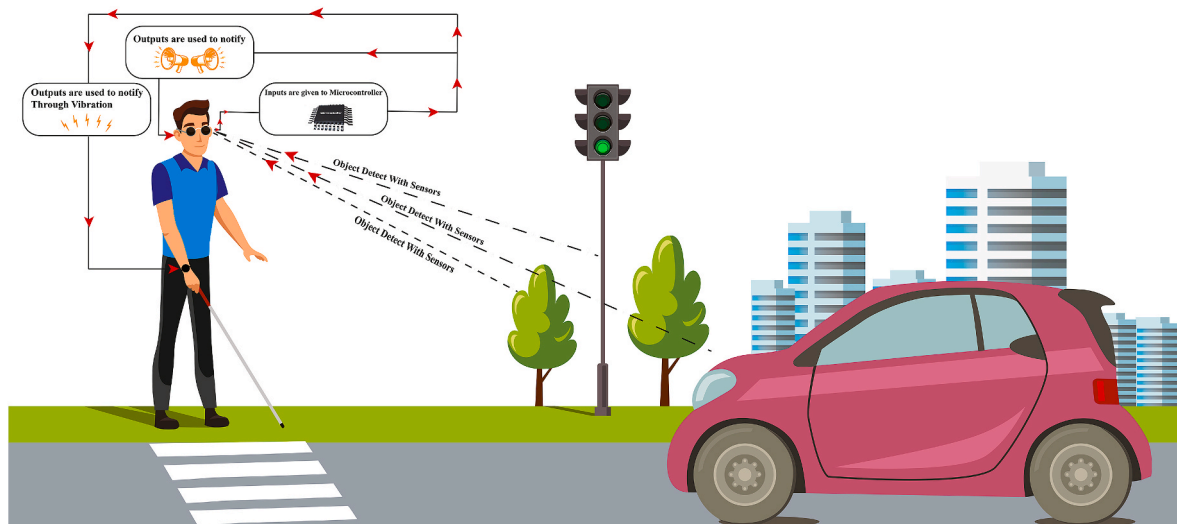 Outputs are used to notify
Outputs are used to notify
Through Vibration
Inputs are given to Microcontroller
Object Detect With Sensors
Object Detect With Sensors
Object Detect With Sensors